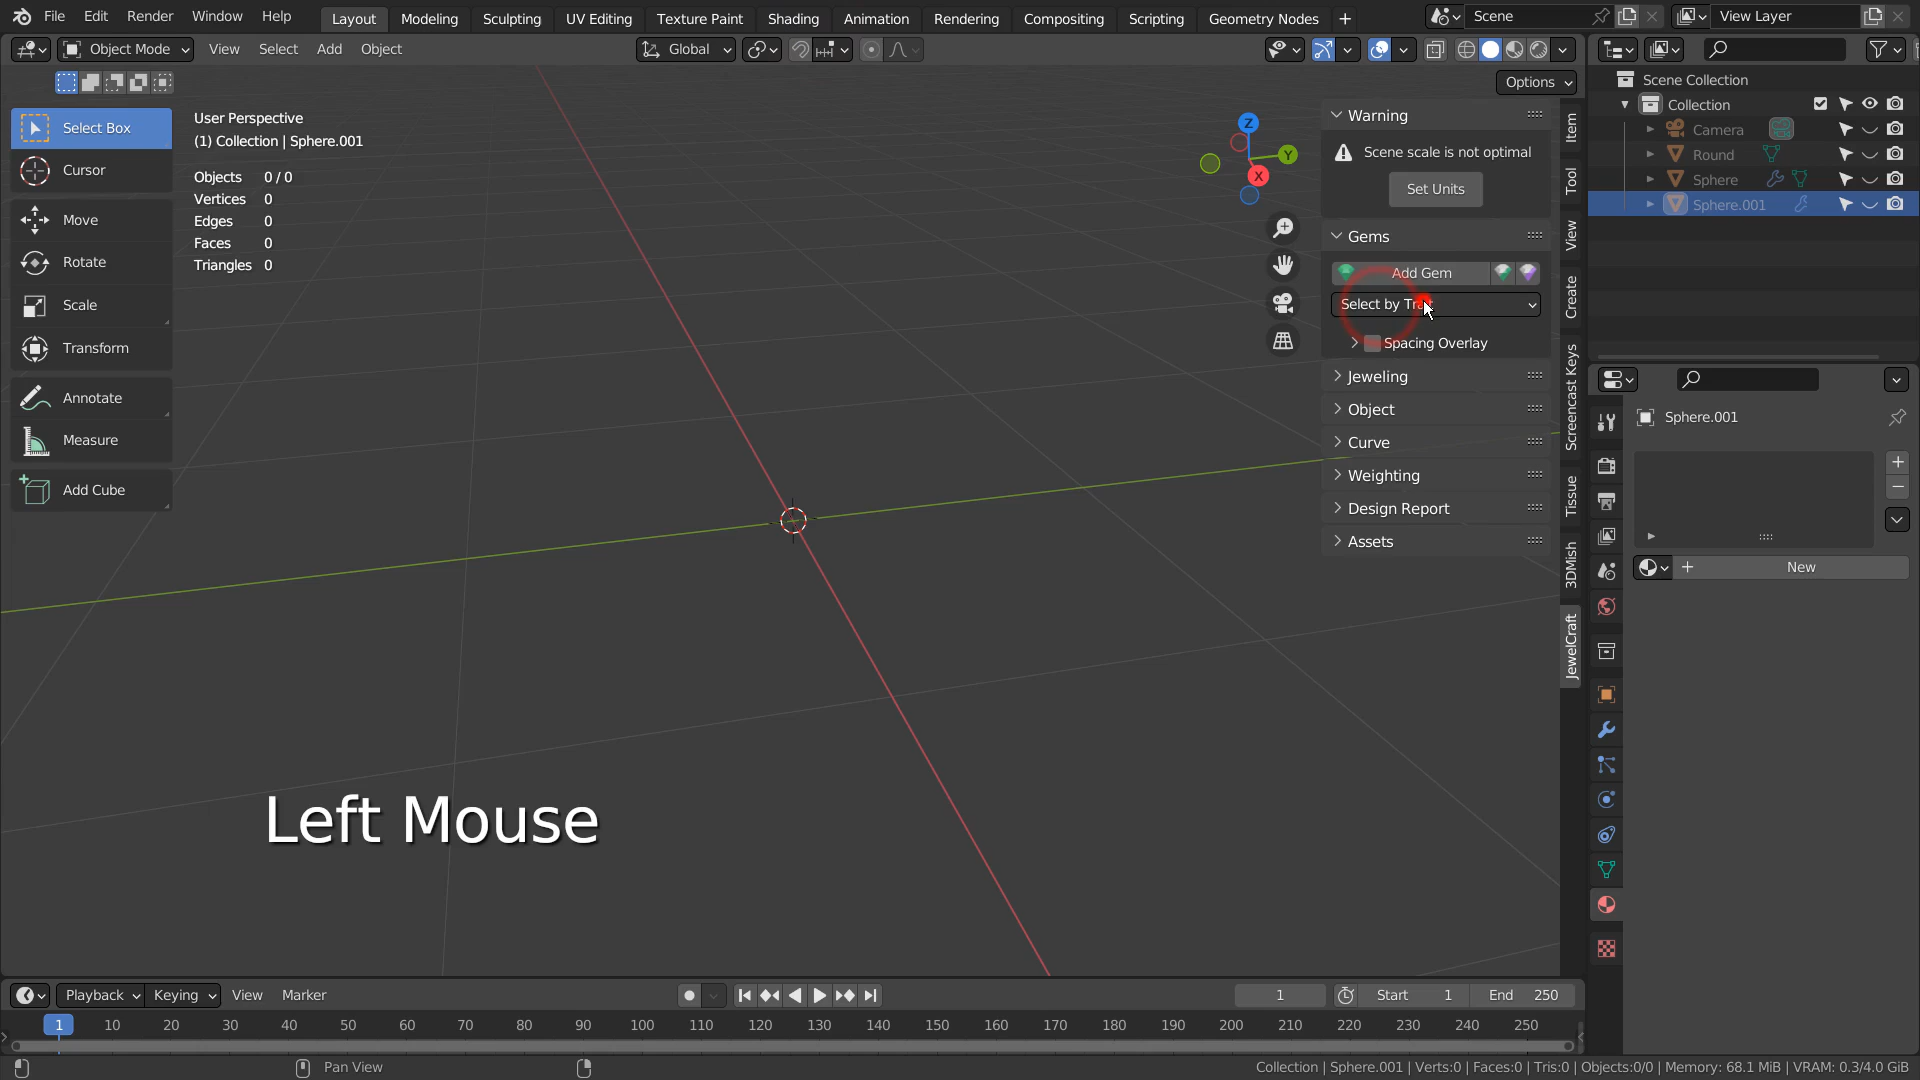 File Edit Render Window Help Layout Modeling Sculpting UV Editing Texture Paint Shading Animation Rendering Compositing Scripting Geometry Nodes + Scene View Layer
Object Mode View Select Add Object Global
Options
Select Box
Cursor
Move
Rotate
Scale
Transform
Annotate
Measure
Add Cube
User Perspective
(1) Collection | Sphere.001
Objects 0 / 0
Vertices 0
Edges 0
Faces 0
Triangles 0
Z
Y
X
Warning
Scene scale is not optimal
Set Units
Gems
Add Gem
Select by
Spacing Overlay
Jeweling
Object
Curve
Weighting
Design Report
Assets
Item
Tool
View
Create
Screencast Keys
Tissue
3DMish
JewelCraft
Scene Collection
Collection
Camera
Round
Sphere
Sphere.001
Sphere.001
New
Left Mouse
Playback Keying View Marker 1 Start 1 End 250
1 10 20 30 40 50 60 70 80 90 100 110 120 130 140 150 160 170 180 190 200 210 220 230 240 250
Pan View
Collection | Sphere.001 | Verts:0 | Faces:0 | Tris:0 | Objects:0/0 | Memory: 68.1 MiB | VRAM: 0.3/4.0 GiB